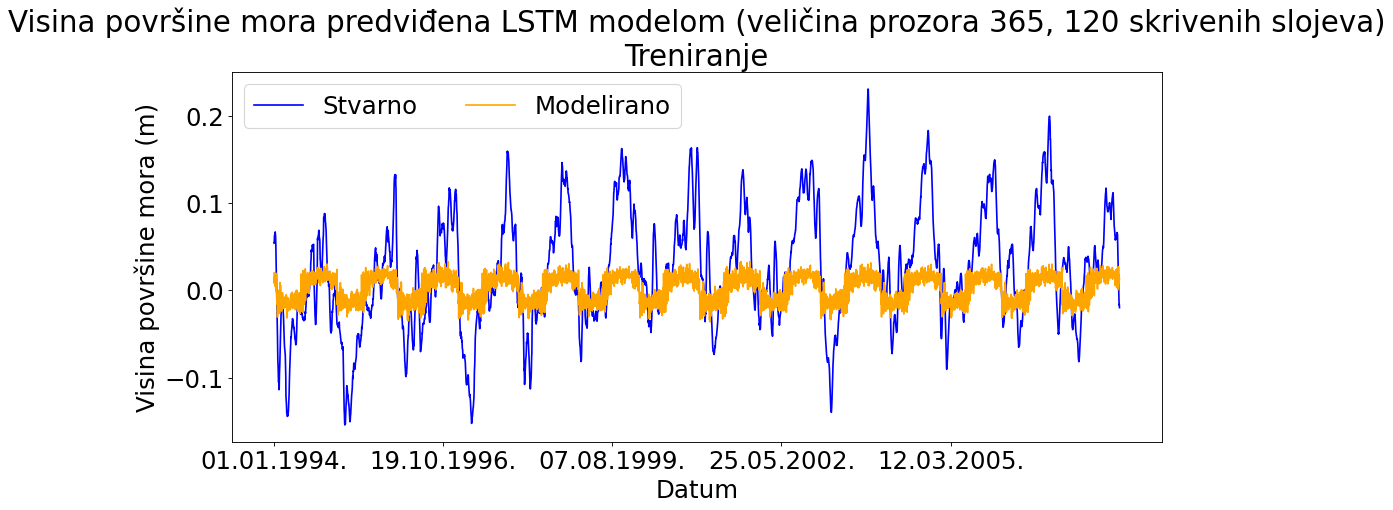 Visina površine mora predviđena LSTM modelom (veličina prozora 365, 120 skrivenih slojeva)
Treniranje
Stvarno
Modelirano
Visina površine mora (m)
0.2
0.1
0.0
−0.1
01.01.1994.
19.10.1996.
07.08.1999.
25.05.2002.
12.03.2005.
Datum